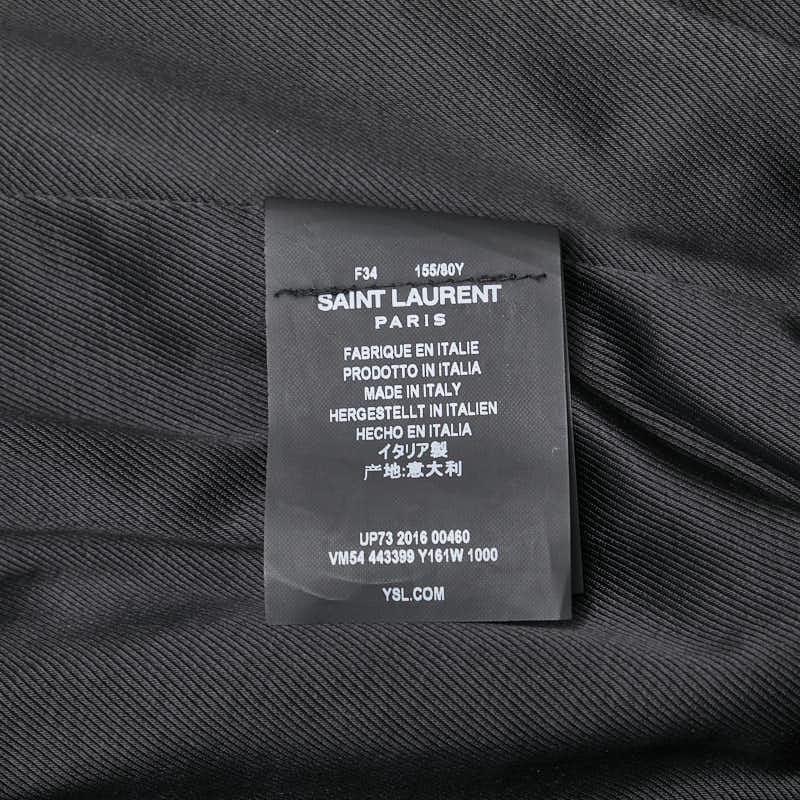 F34 155/80Y
SAINT LAURENT
PARIS
FABRIQUE EN ITALIE
PRODOTTO IN ITALIA
MADE IN ITALY
HERGESTELLT IN ITALIEN
HECHO EN ITALIA
イタリア製
产地:意大利
UP73 2016 00460
VM54 443399 Y161W 1000
YSL.COM